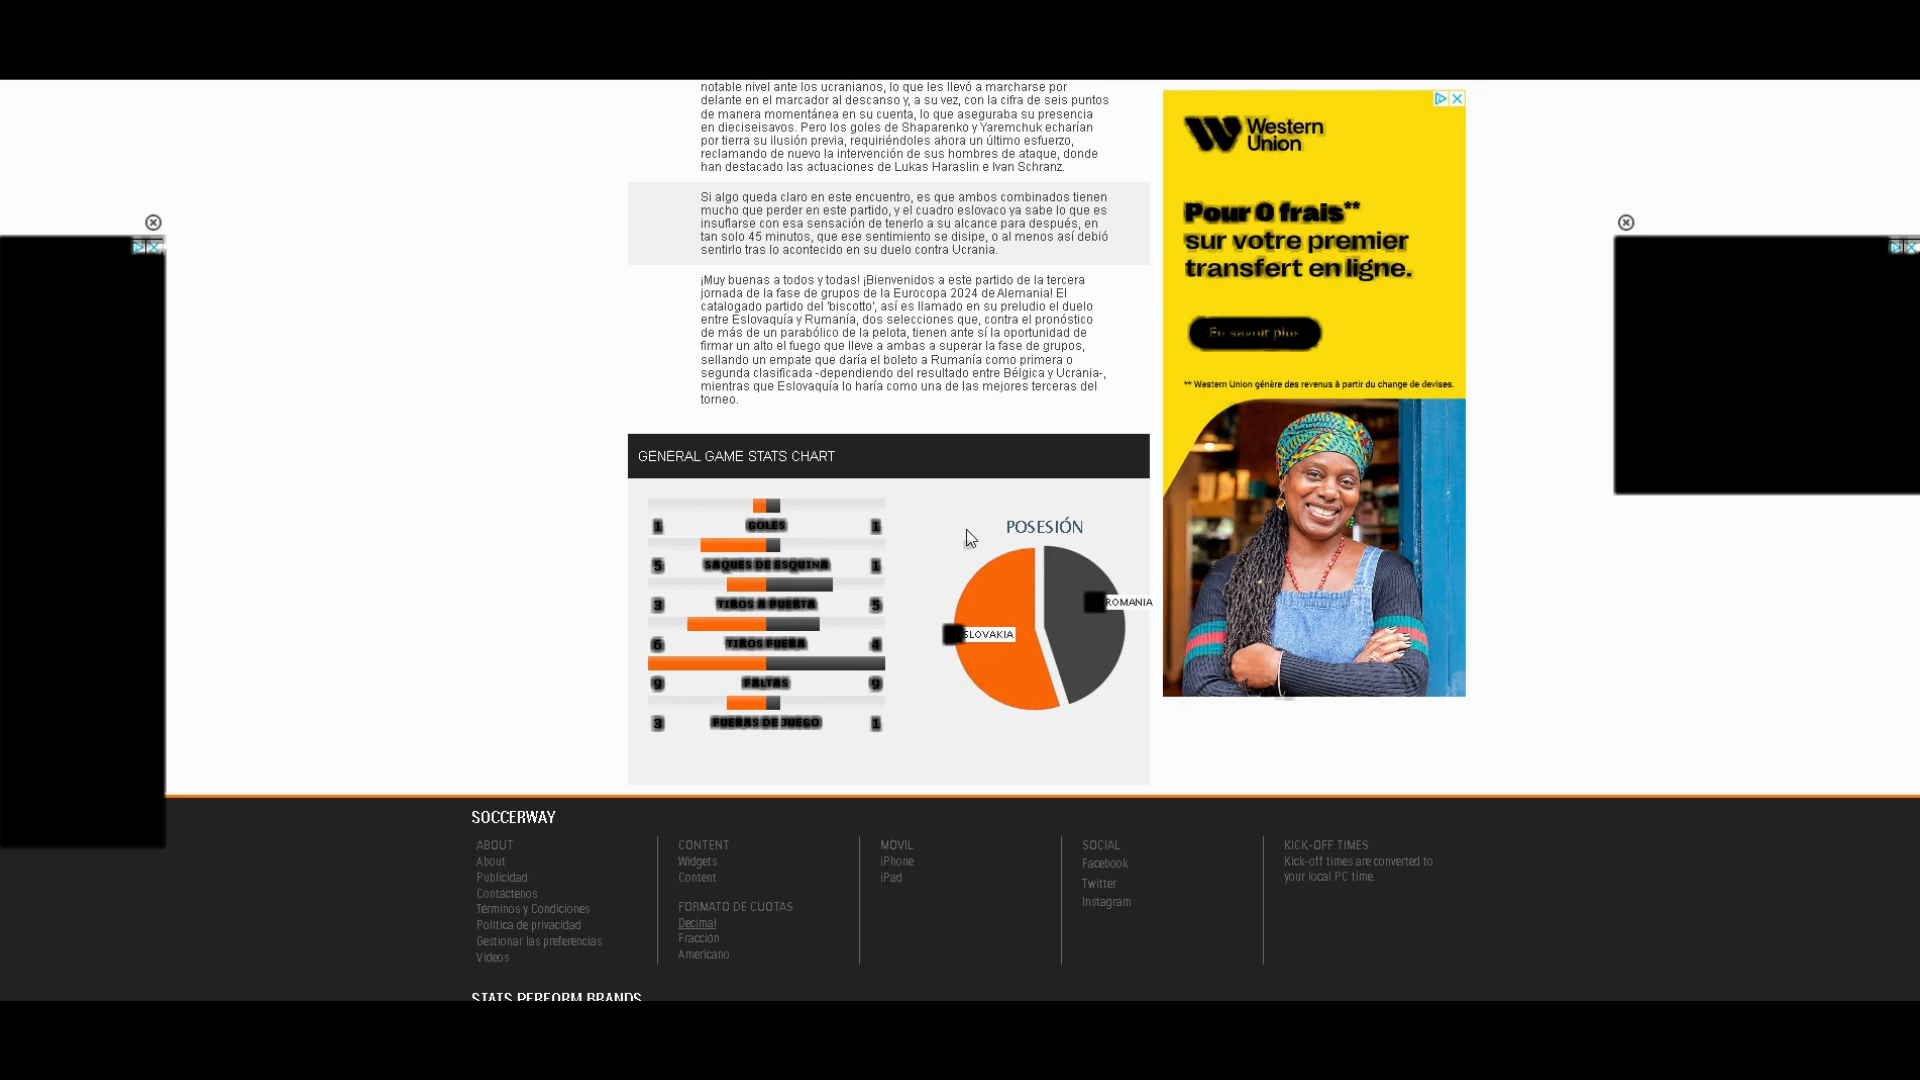 notable nivel ante los ucranianos, lo que les llevó a marcharse por
delante en el marcador al descanso y, a su vez, con la cifra de seis puntos
de manera momentánea en su cuenta, lo que aseguraba su presencia
en dieciseisavos. Pero los goles de Shaparenko y Yaremchuk echarían
por tierra su ilusión previa, requiriéndoles ahora un último esfuerzo,
reclamando de nuevo la intervención de sus hombres de ataque, donde
han destacado las actuaciones de Lukas Haraslin e Ivan Schranz.
Si algo queda claro en este encuentro, es que ambos combinados tienen
mucho que perder en este partido, y el cuadro eslovaco ya sabe lo que es
insuflarse con esa sensación de tenerlo a su alcance para después, en
tan solo 45 minutos, que ese sentimiento se disipe, o al menos así debió
sentirlo tras lo acontecido en su duelo contra Ucrania.
¡Muy buenas a todos y todas! ¡Bienvenidos a este partido de la tercera
jornada de la fase de grupos de la Eurocopa 2024 de Alemania! El
catalogado partido del 'biscotto', así es llamado en su preludio el duelo
entre Eslovaquía y Rumanía, dos selecciones que, contra el pronóstico
de más de un parabólico de la pelota, tienen ante sí la oportunidad de
firmar un alto el fuego que lleve a ambas a superar la fase de grupos,
sellando un empate que daría el boleto a Rumanía como primera o
segunda clasificada -dependiendo del resultado entre Bélgica y Ucrania-,
mientras que Eslovaquía lo haría como una de las mejores terceras del
torneo.
GENERAL GAME STATS CHART
1 GOLES 1
5 SAQUES DE ESQUINA 1
3 TIROS A PUERTA 5
6 TIROS FUERA 4
9 FALTAS 9
3 FUERAS DE JUEGO 1
POSESIÓN
ROMANIA
SLOVAKIA
Western
Union
Pour 0 frais**
sur votre premier
transfert en ligne.
En savoir plus
** Western Union génère des revenus à partir du change de devises.
SOCCERWAY
ABOUT
About
Publicidad
Contáctenos
Términos y Condiciones
Política de privacidad
Gestionar las preferencias
Videos
CONTENT
Widgets
Content
FORMATO DE CUOTAS
Decimal
Fracción
Americano
MÓVIL
iPhone
iPad
SOCIAL
Facebook
Twitter
Instagram
KICK-OFF TIMES
Kick-off times are converted to
your local PC time.
STATS PERFORM BRANDS